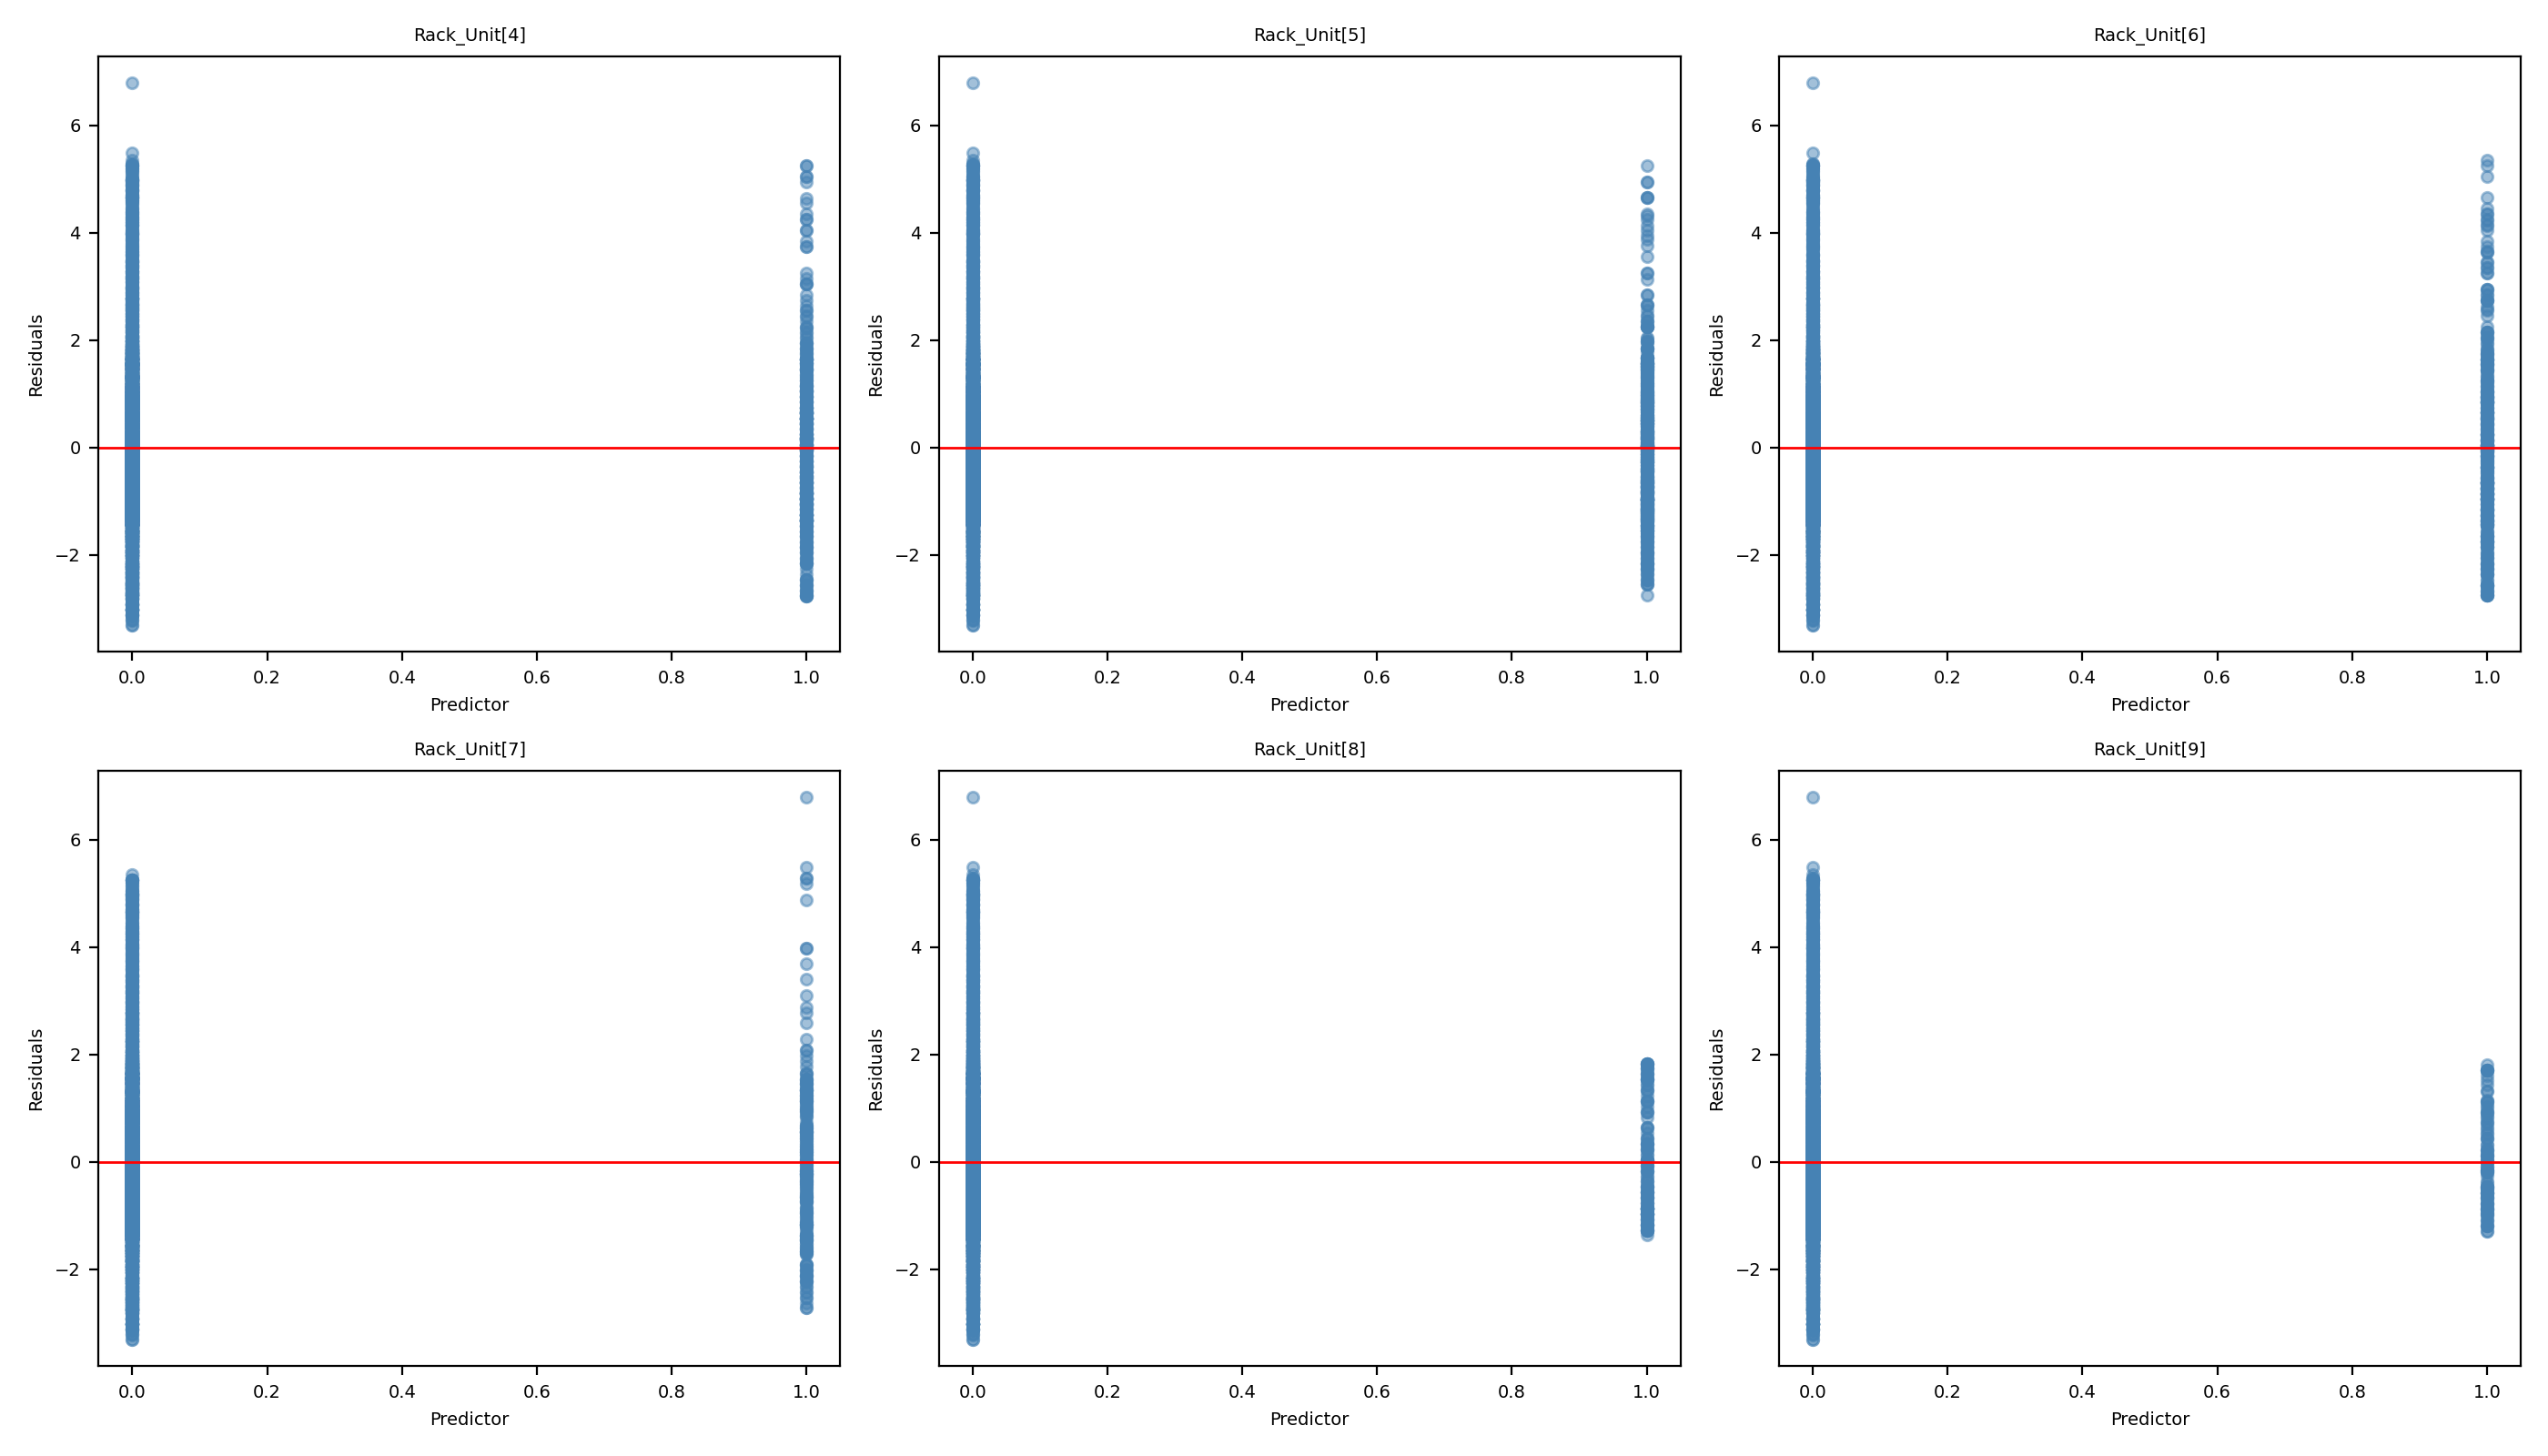 Rack_Unit[4]
Residuals
6
4
2
0
−2
0.0 0.2 0.4 0.6 0.8 1.0
Predictor
Rack_Unit[5]
Residuals
6
4
2
0
−2
0.0 0.2 0.4 0.6 0.8 1.0
Predictor
Rack_Unit[6]
Residuals
6
4
2
0
−2
0.0 0.2 0.4 0.6 0.8 1.0
Predictor
Rack_Unit[7]
Residuals
6
4
2
0
−2
0.0 0.2 0.4 0.6 0.8 1.0
Predictor
Rack_Unit[8]
Residuals
6
4
2
0
−2
0.0 0.2 0.4 0.6 0.8 1.0
Predictor
Rack_Unit[9]
Residuals
6
4
2
0
−2
0.0 0.2 0.4 0.6 0.8 1.0
Predictor